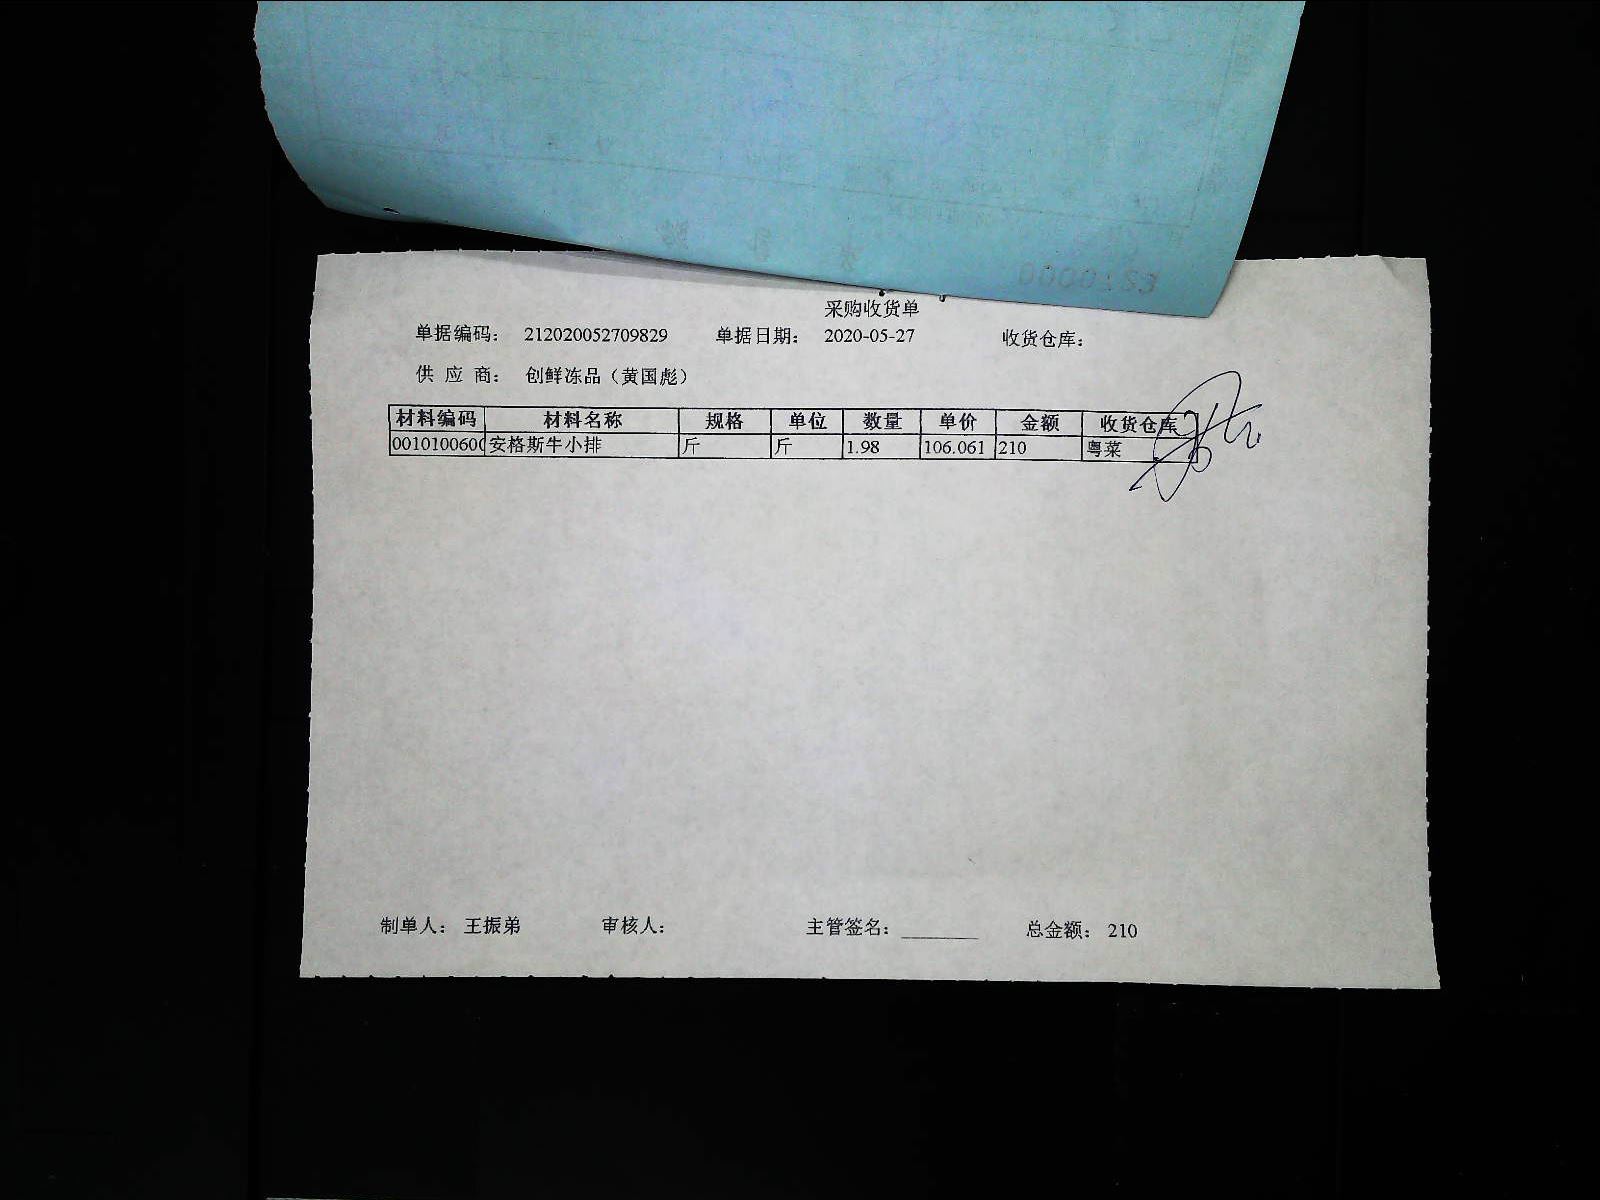 采购收货单
单据编码： 212020052709829 单据日期： 2020-05-27 收货仓库：
供 应 商： 创鲜冻品（黄国彪）
材料编码 材料名称 规格 单位 数量 单价 金额 收货仓库
0010100600 安格斯牛小排 斤 斤 1.98 106.061 210 粤菜
制单人： 王振弟 审核人： 主管签名： ________ 总金额： 210